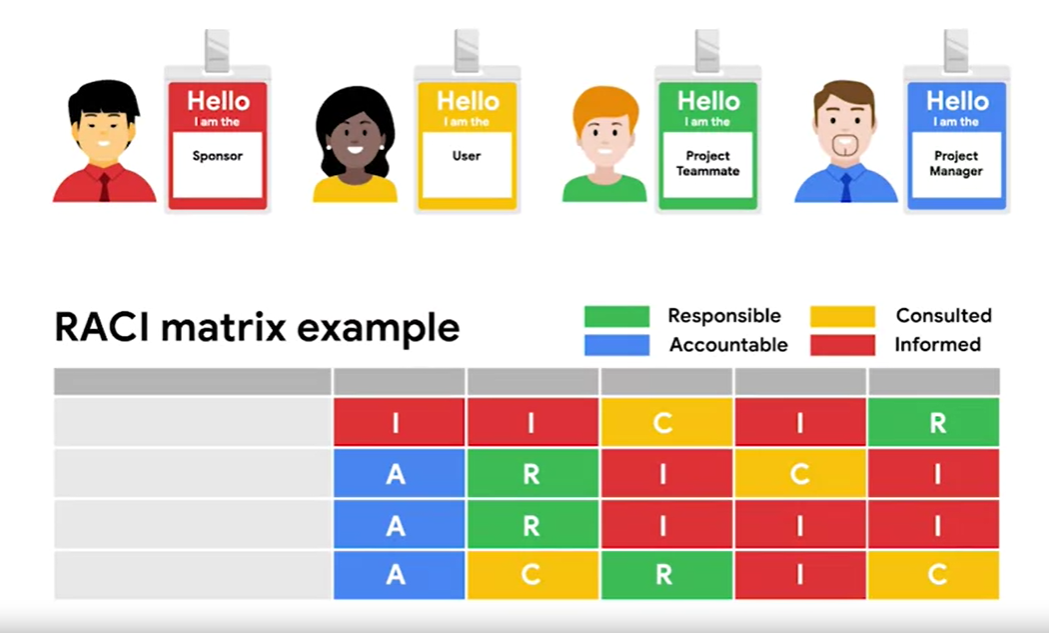 Hello
I am the
Sponsor
Hello
I am the
User
Hello
I am the
Project
Teammate
Hello
I am the
Project
Manager
RACI matrix example
Responsible
Consulted
Accountable
Informed
I I C I R
A R I C I
A R I I I
A C R I C